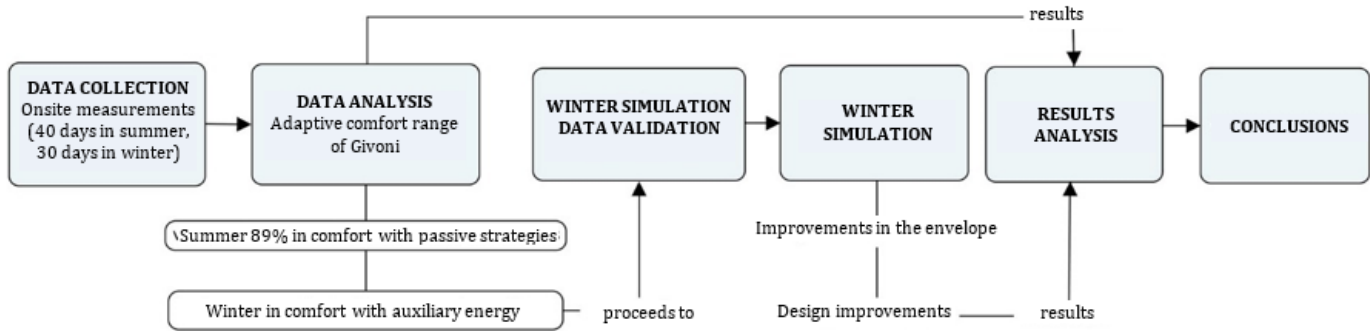 results
DATA COLLECTION
Onsite measurements
(40 days in summer,
30 days in winter)
DATA ANALYSIS
Adaptive comfort range
of Givoni
WINTER SIMULATION
DATA VALIDATION
WINTER
SIMULATION
RESULTS
ANALYSIS
CONCLUSIONS
Summer 89% in comfort with passive strategies
Winter in comfort with auxiliary energy
proceeds to
Improvements in the envelope
Design improvements
results